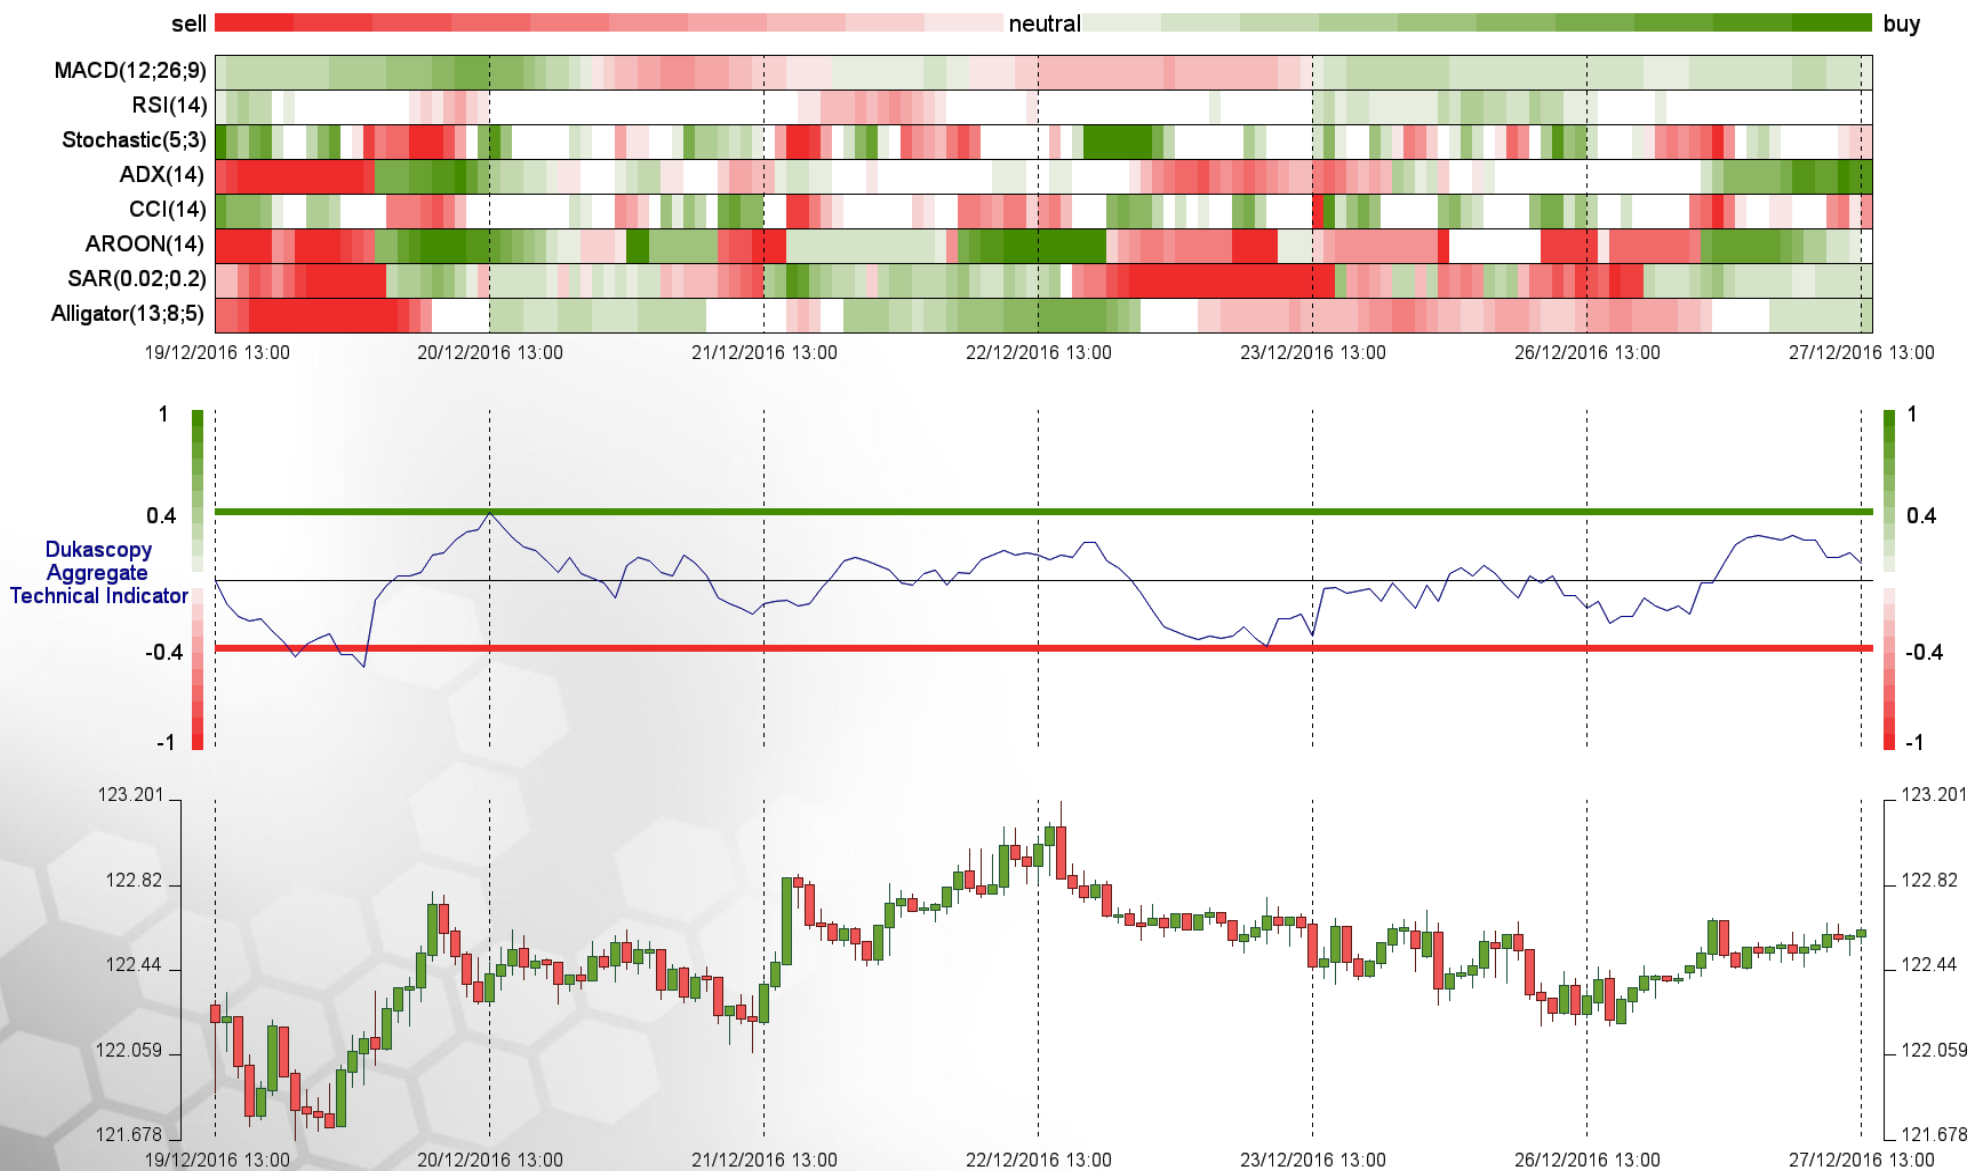 sell neutral buy
MACD(12;26;9)
RSI(14)
Stochastic(5;3)
ADX(14)
CCI(14)
AROON(14)
SAR(0.02;0.2)
Alligator(13;8;5)
19/12/2016 13:00 20/12/2016 13:00 21/12/2016 13:00 22/12/2016 13:00 23/12/2016 13:00 26/12/2016 13:00 27/12/2016 13:00
1 1
0.4 0.4
Dukascopy
Aggregate
Technical Indicator
-0.4 -0.4
-1 -1
123.201 123.201
122.82 122.82
122.44 122.44
122.059 122.059
121.678 121.678
19/12/2016 13:00 20/12/2016 13:00 21/12/2016 13:00 22/12/2016 13:00 23/12/2016 13:00 26/12/2016 13:00 27/12/2016 13:00